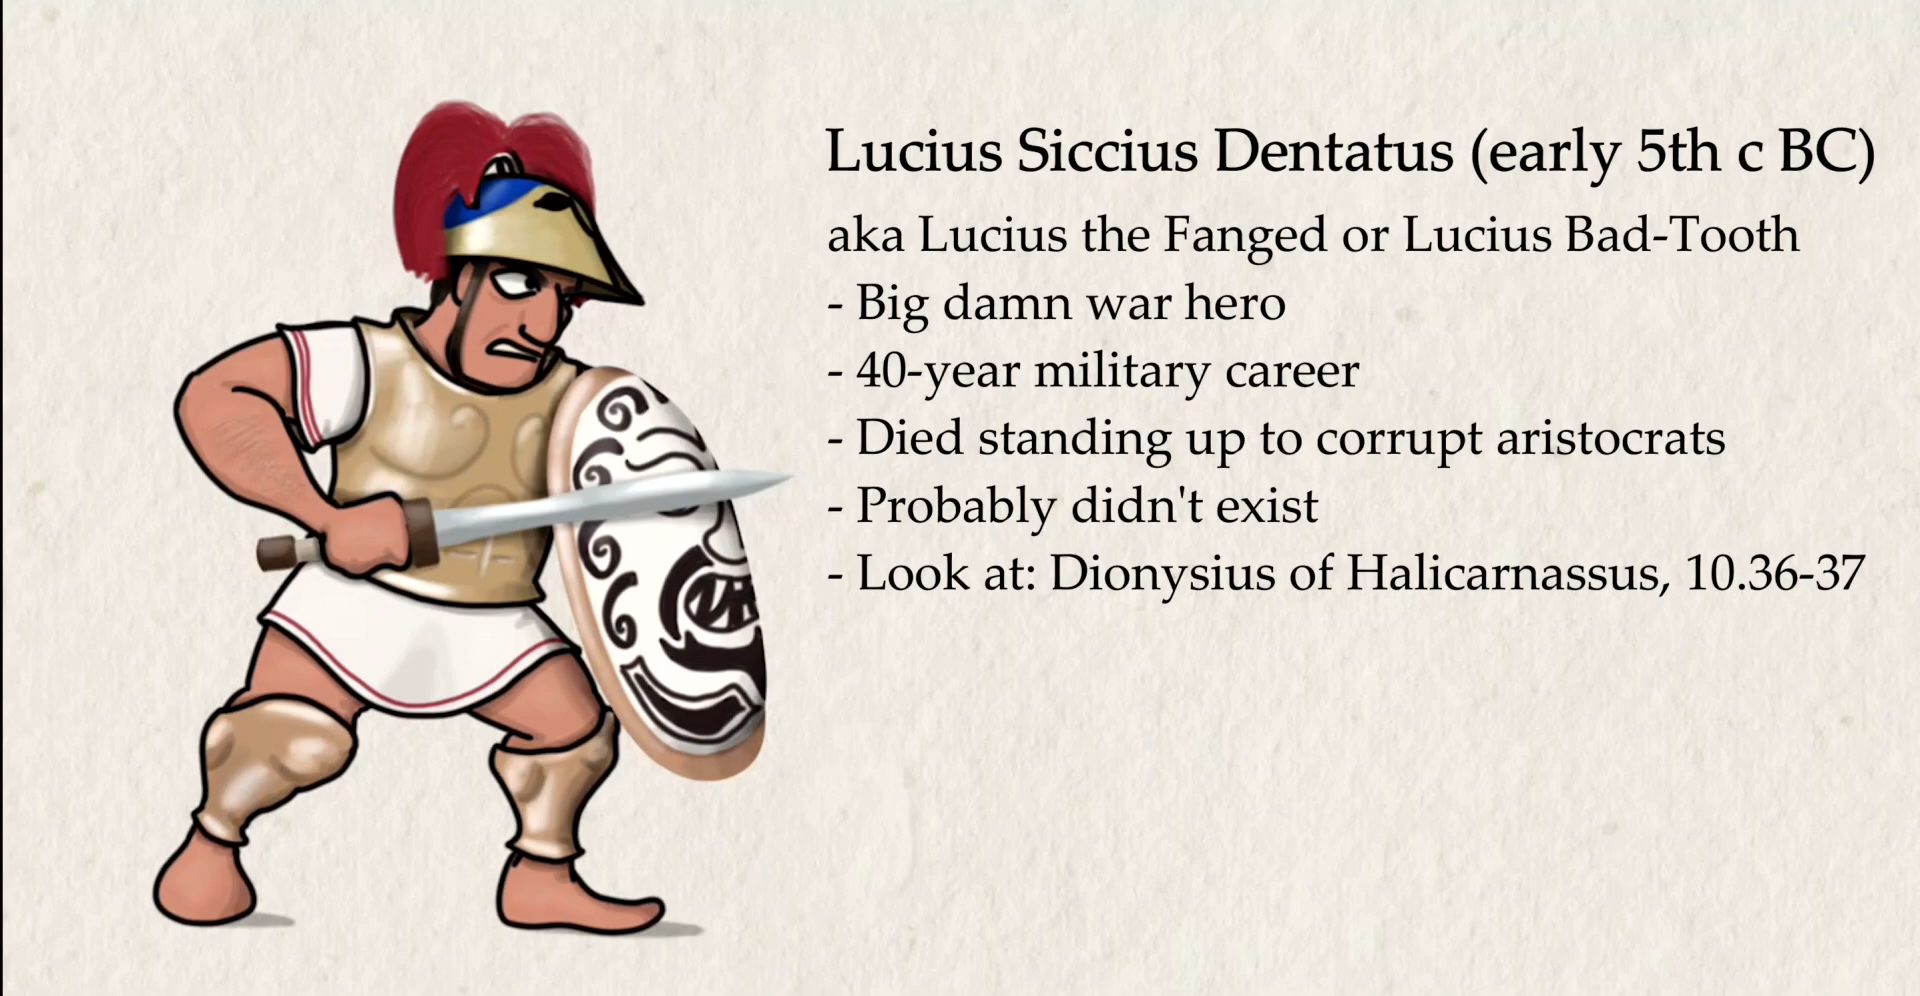 Lucius Siccius Dentatus (early 5th c BC)
aka Lucius the Fanged or Lucius Bad-Tooth
- Big damn war hero
- 40-year military career
- Died standing up to corrupt aristocrats
- Probably didn't exist
- Look at: Dionysius of Halicarnassus, 10.36-37